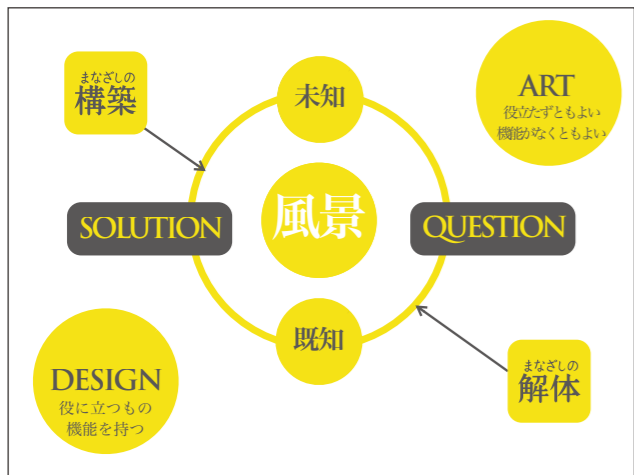 まなざしの
構築
未知
ART
役立たずともよい
機能がなくともよい
SOLUTION
風景
QUESTION
既知
DESIGN
役に立つもの
機能を持つ
まなざしの
解体